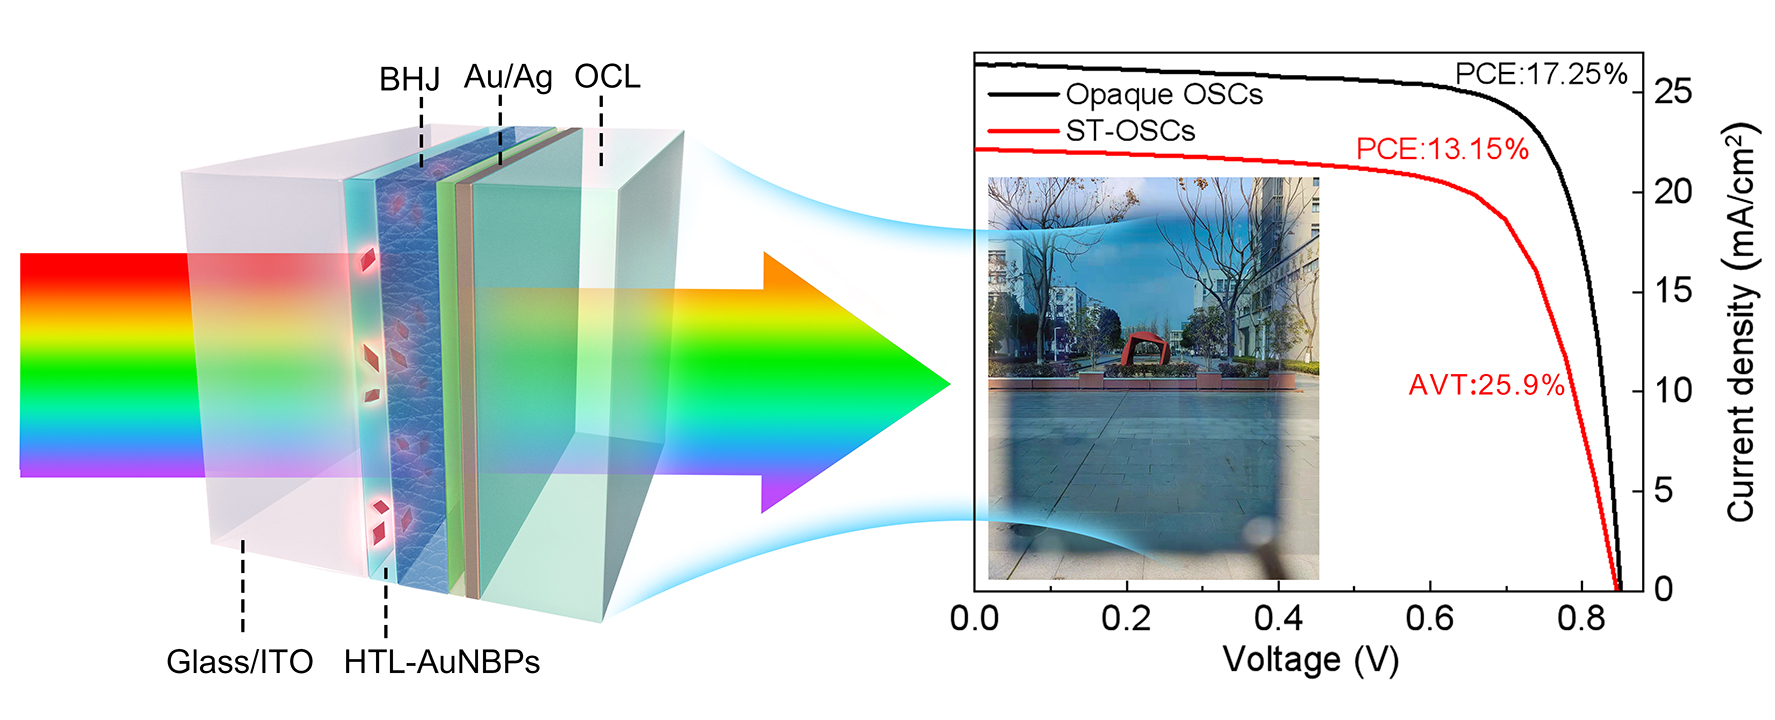 BHJ
Au/Ag
OCL
Glass/ITO
HTL-AuNBPs
PCE:17.25%
Opaque OSCs
ST-OSCs
PCE:13.15%
AVT:25.9%
25
20
15
10
5
0
Current density (mA/cm²)
0.0
0.2
0.4
0.6
0.8
Voltage (V)